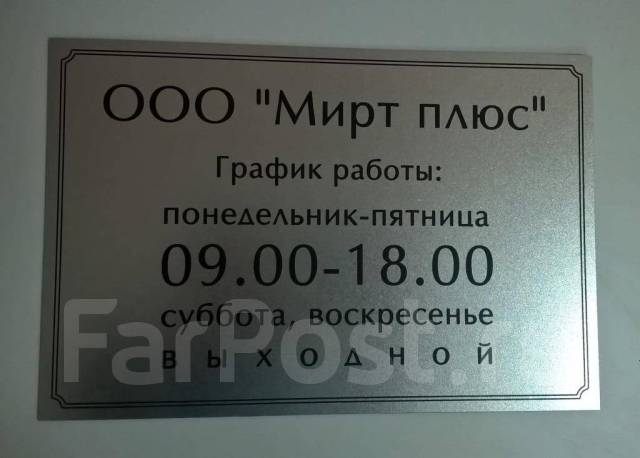 ООО "Мирт плюс"
График работы:
понедельник-пятница
09.00-18.00
суббота, воскресенье
выходной
FarPost.